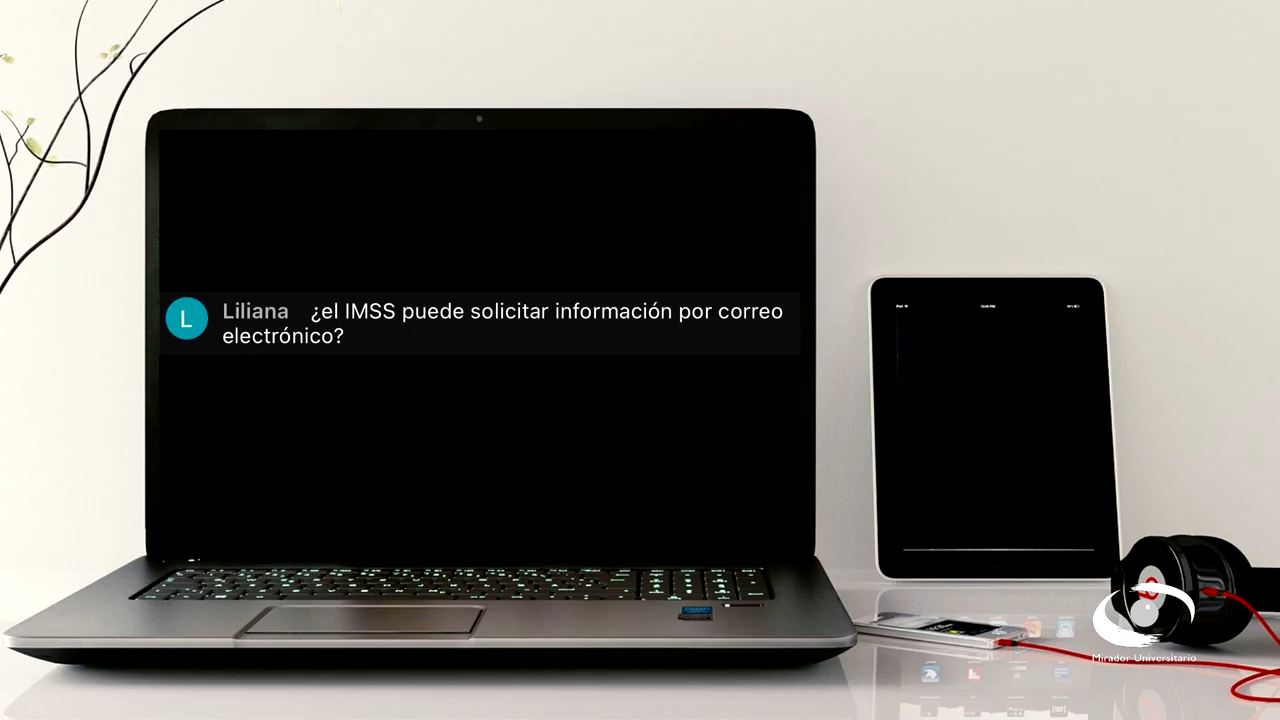 L
Liliana ¿el IMSS puede solicitar información por correo
electrónico?
Mirador Universitario